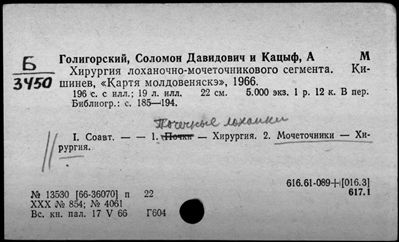 Б
3450
Голигорский, Соломон Давидович и Кацыф, А М
Хирургия лоханочно-мочеточникового сегмента. Ки-
шинев, «Картя молдовеняскэ», 1966.
196 с. с илл.; 19 л. илл. 22 см. 5.000 экз. 1 р. 12 к. В пер.
Библиогр.: с. 185—194.
Почечные лоханки
I. Соавт. — — 1. Почки — Хирургия. 2. Мочеточники — Хи-
рургия.
616.61-089+[016.3]
617.1
№ 13530 [66-36070] п 22
XXX № 854; № 4061
Вс. кн. пал. 17 V 66 Г604